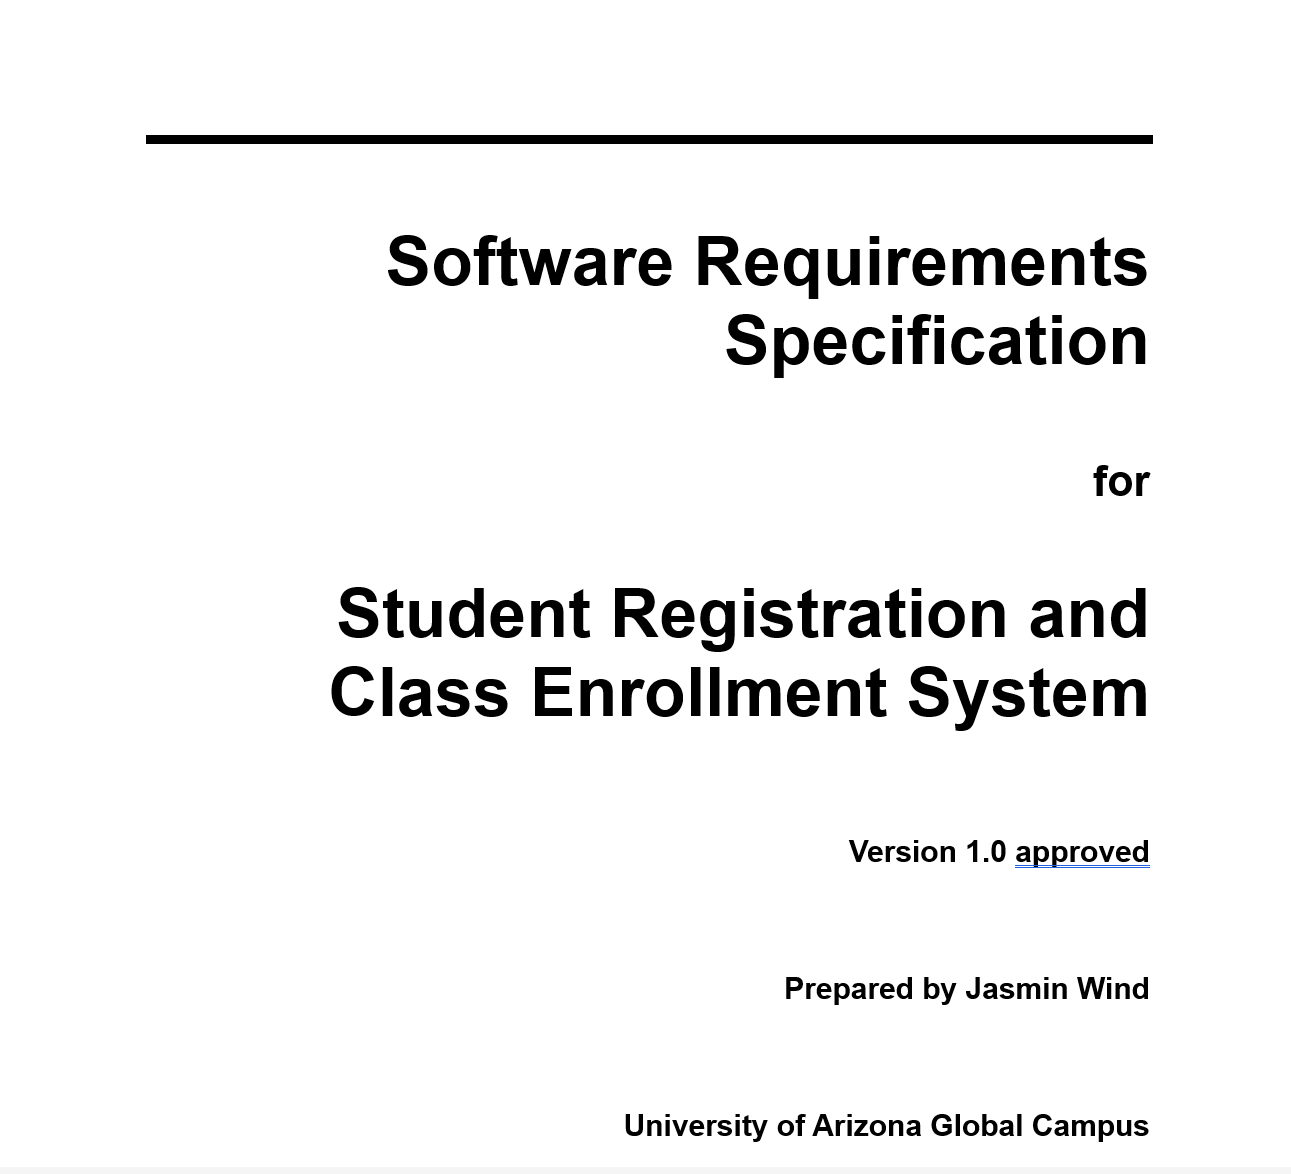 Software Requirements
Specification
for
Student Registration and
Class Enrollment System
Version 1.0 approved
Prepared by Jasmin Wind
University of Arizona Global Campus